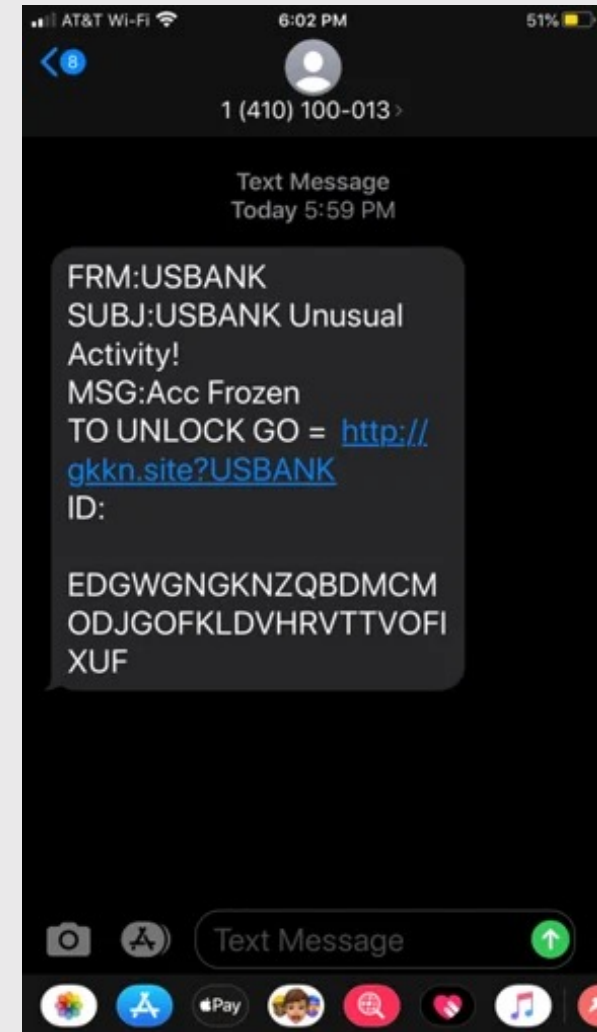 AT&T Wi-Fi 6:02 PM 51%
8
1 (410) 100-013 >
Text Message
Today 5:59 PM
FRM:USBANK
SUBJ:USBANK Unusual
Activity!
MSG:Acc Frozen
TO UNLOCK GO = http://
gkkn.site?USBANK
ID:
EDGWGNGKNZQBDMCM
ODJGOFKLDVHRVTTVOFI
XUF
Text Message
Pay